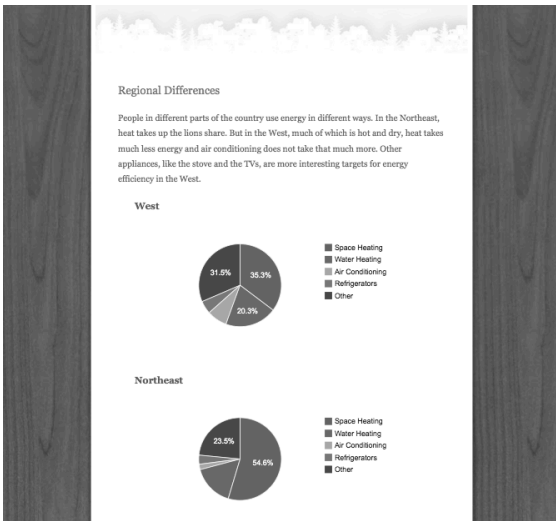 Regional Differences
People in different parts of the country use energy in different ways. In the Northeast,
heat takes up the lions share. But in the West, much of which is hot and dry, heat takes
much less energy and air conditioning does not take that much more. Other
appliances, like the stove and the TVs, are more interesting targets for energy
efficiency in the West.
West
31.5%
35.3%
20.3%
Space Heating
Water Heating
Air Conditioning
Refrigerators
Other
Northeast
23.5%
54.6%
Space Heating
Water Heating
Air Conditioning
Refrigerators
Other